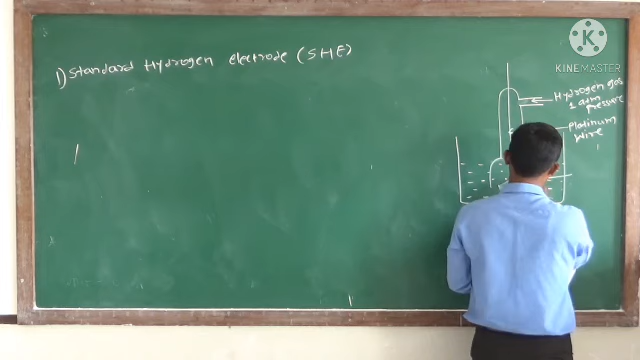 1) Standard Hydrogen electrode (SHE)
KINEMASTER
Hydrogen gas
1 atm
Pressure
Platinum
wire